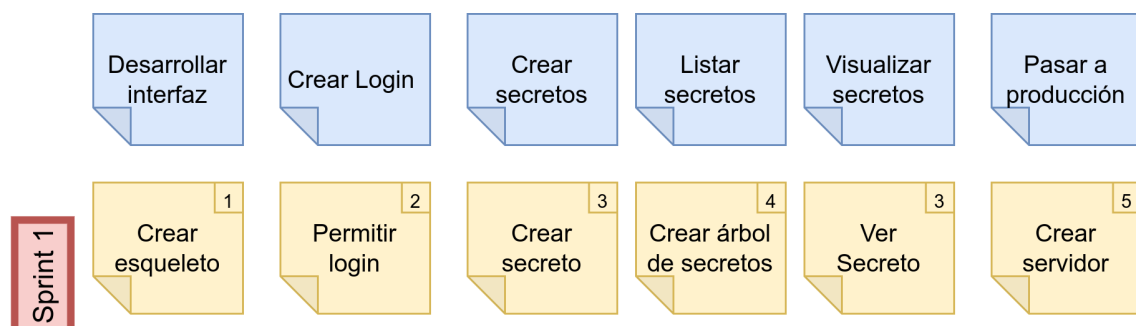 Desarrollar
interfaz
Crear Login
Crear
secretos
Listar
secretos
Visualizar
secretos
Pasar a
producción
Sprint 1
1
Crear
esqueleto
2
Permitir
login
3
Crear
secreto
4
Crear árbol
de secretos
3
Ver
Secreto
5
Crear
servidor